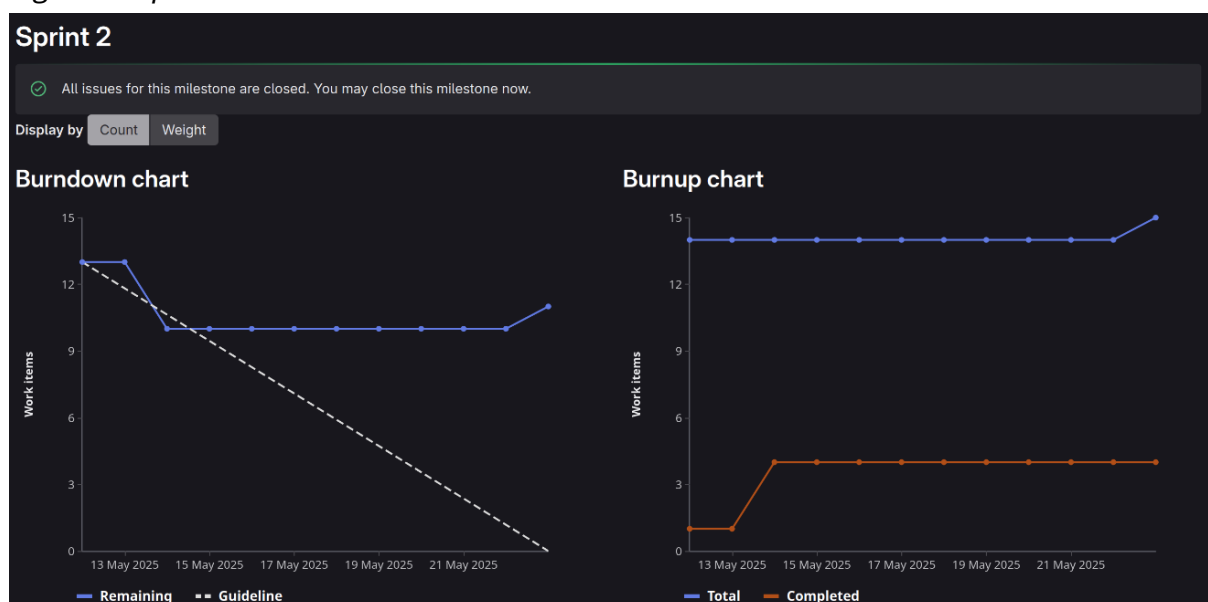 Sprint 2
All issues for this milestone are closed. You may close this milestone now.
Display by Count Weight
Burndown chart
15
12
9
6
3
0
Work items
13 May 2025 15 May 2025 17 May 2025 19 May 2025 21 May 2025
Remaining Guideline
Burnup chart
15
12
9
6
3
0
Work items
13 May 2025 15 May 2025 17 May 2025 19 May 2025 21 May 2025
Total Completed